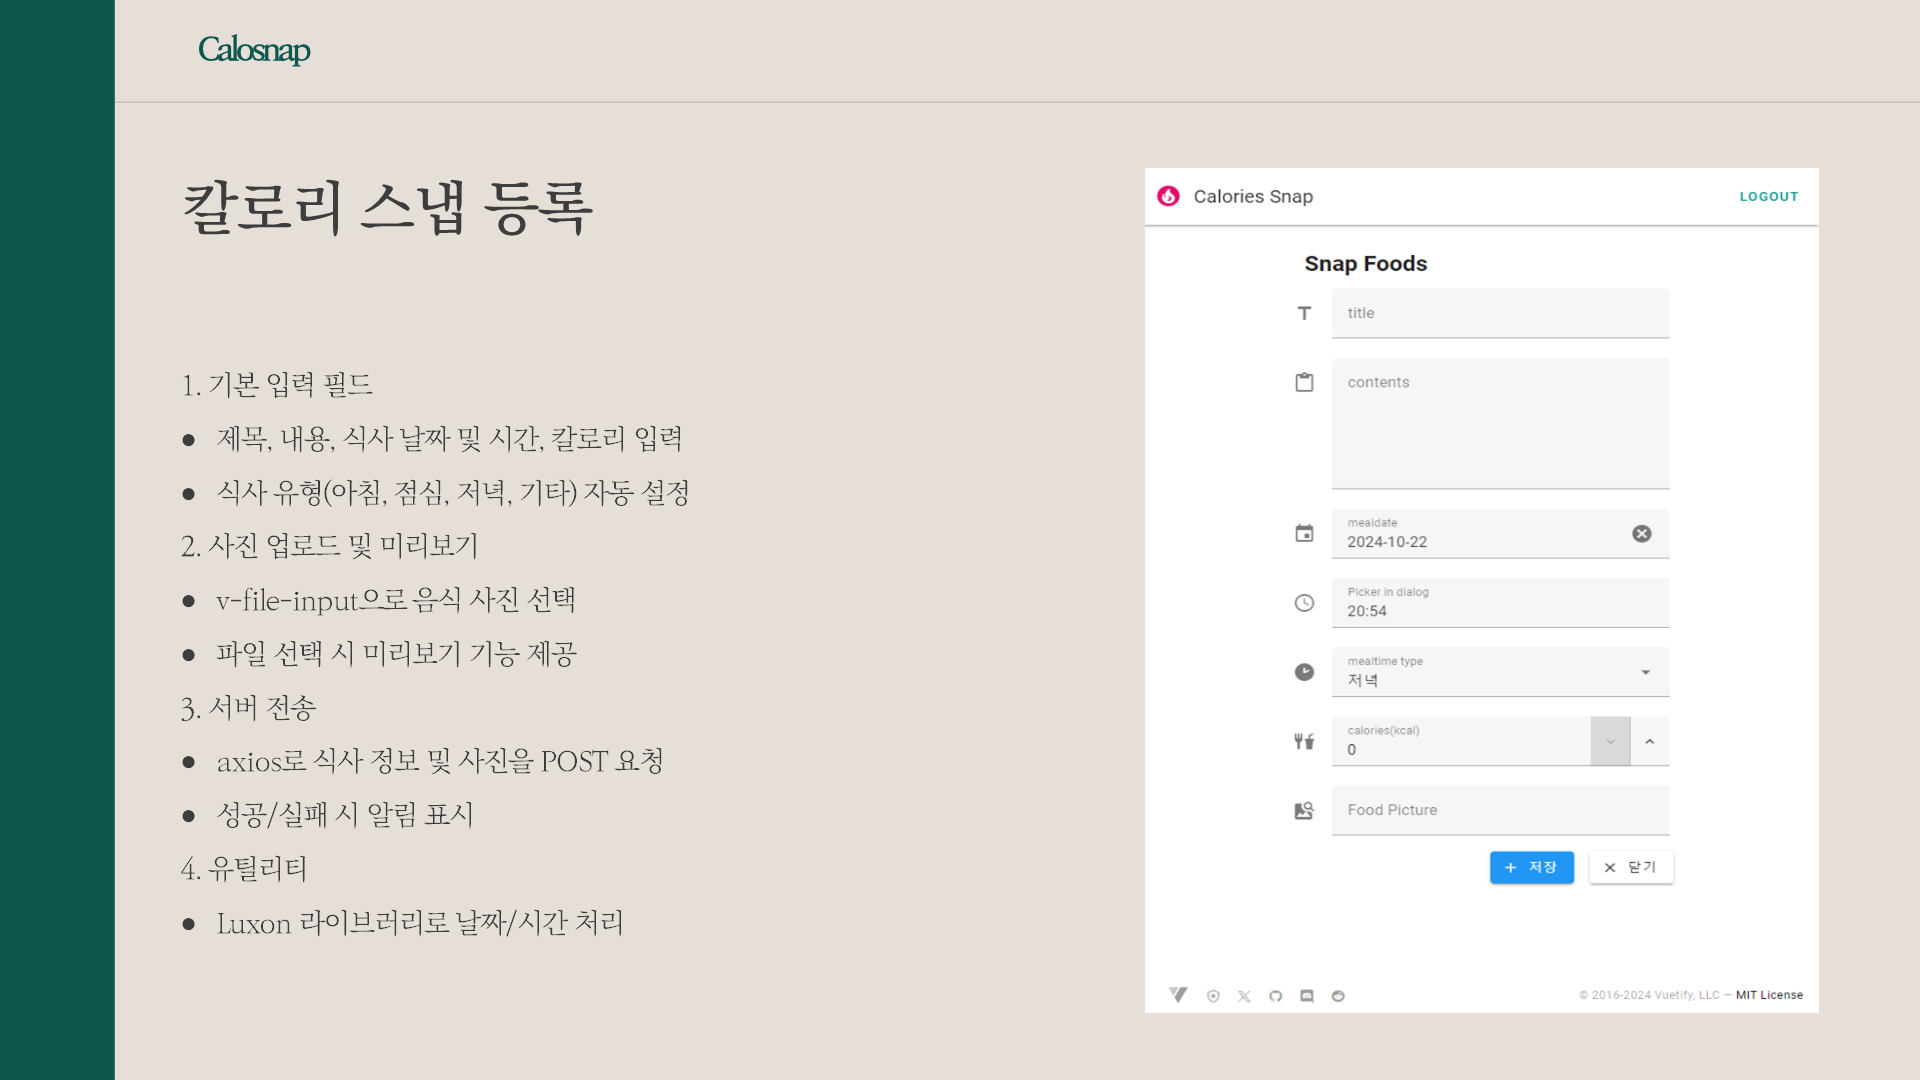 Calosnap
칼로리 스냅 등록
1. 기본 입력 필드
● 제목, 내용, 식사 날짜 및 시간, 칼로리 입력
● 식사 유형(아침, 점심, 저녁, 기타) 자동 설정
2. 사진 업로드 및 미리보기
● v-file-input으로 음식 사진 선택
● 파일 선택 시 미리보기 기능 제공
3. 서버 전송
● axios로 식사 정보 및 사진을 POST 요청
● 성공/실패 시 알림 표시
4. 유틸리티
● Luxon 라이브러리로 날짜/시간 처리
Calories Snap
LOGOUT
Snap Foods
title
contents
mealdate
2024-10-22
Picker in dialog
20:54
mealtime type
저녁
calories(kcal)
0
Food Picture
+ 저장
× 닫기
© 2016-2024 Vuetify, LLC — MIT License